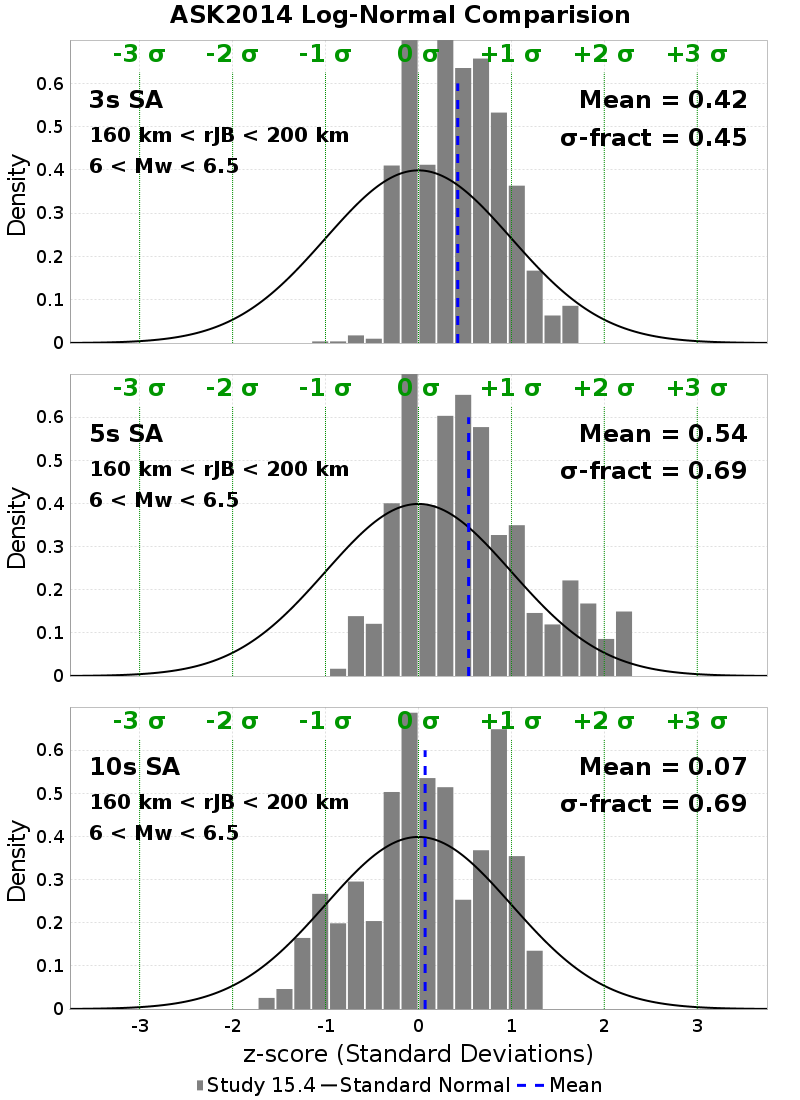 ASK2014 Log-Normal Comparision
-3 σ -2 σ -1 σ 0 σ +1 σ +2 σ +3 σ
3s SA
160 km < rJB < 200 km
6 < Mw < 6.5
Mean = 0.42
σ-fract = 0.45
Density
0.6
0.5
0.4
0.3
0.2
0.1
0
-3 σ -2 σ -1 σ 0 σ +1 σ +2 σ +3 σ
5s SA
160 km < rJB < 200 km
6 < Mw < 6.5
Mean = 0.54
σ-fract = 0.69
Density
0.6
0.5
0.4
0.3
0.2
0.1
0
-3 σ -2 σ -1 σ 0 σ +1 σ +2 σ +3 σ
10s SA
160 km < rJB < 200 km
6 < Mw < 6.5
Mean = 0.07
σ-fract = 0.69
Density
0.6
0.5
0.4
0.3
0.2
0.1
0
-3 -2 -1 0 1 2 3
z-score (Standard Deviations)
Study 15.4 Standard Normal Mean